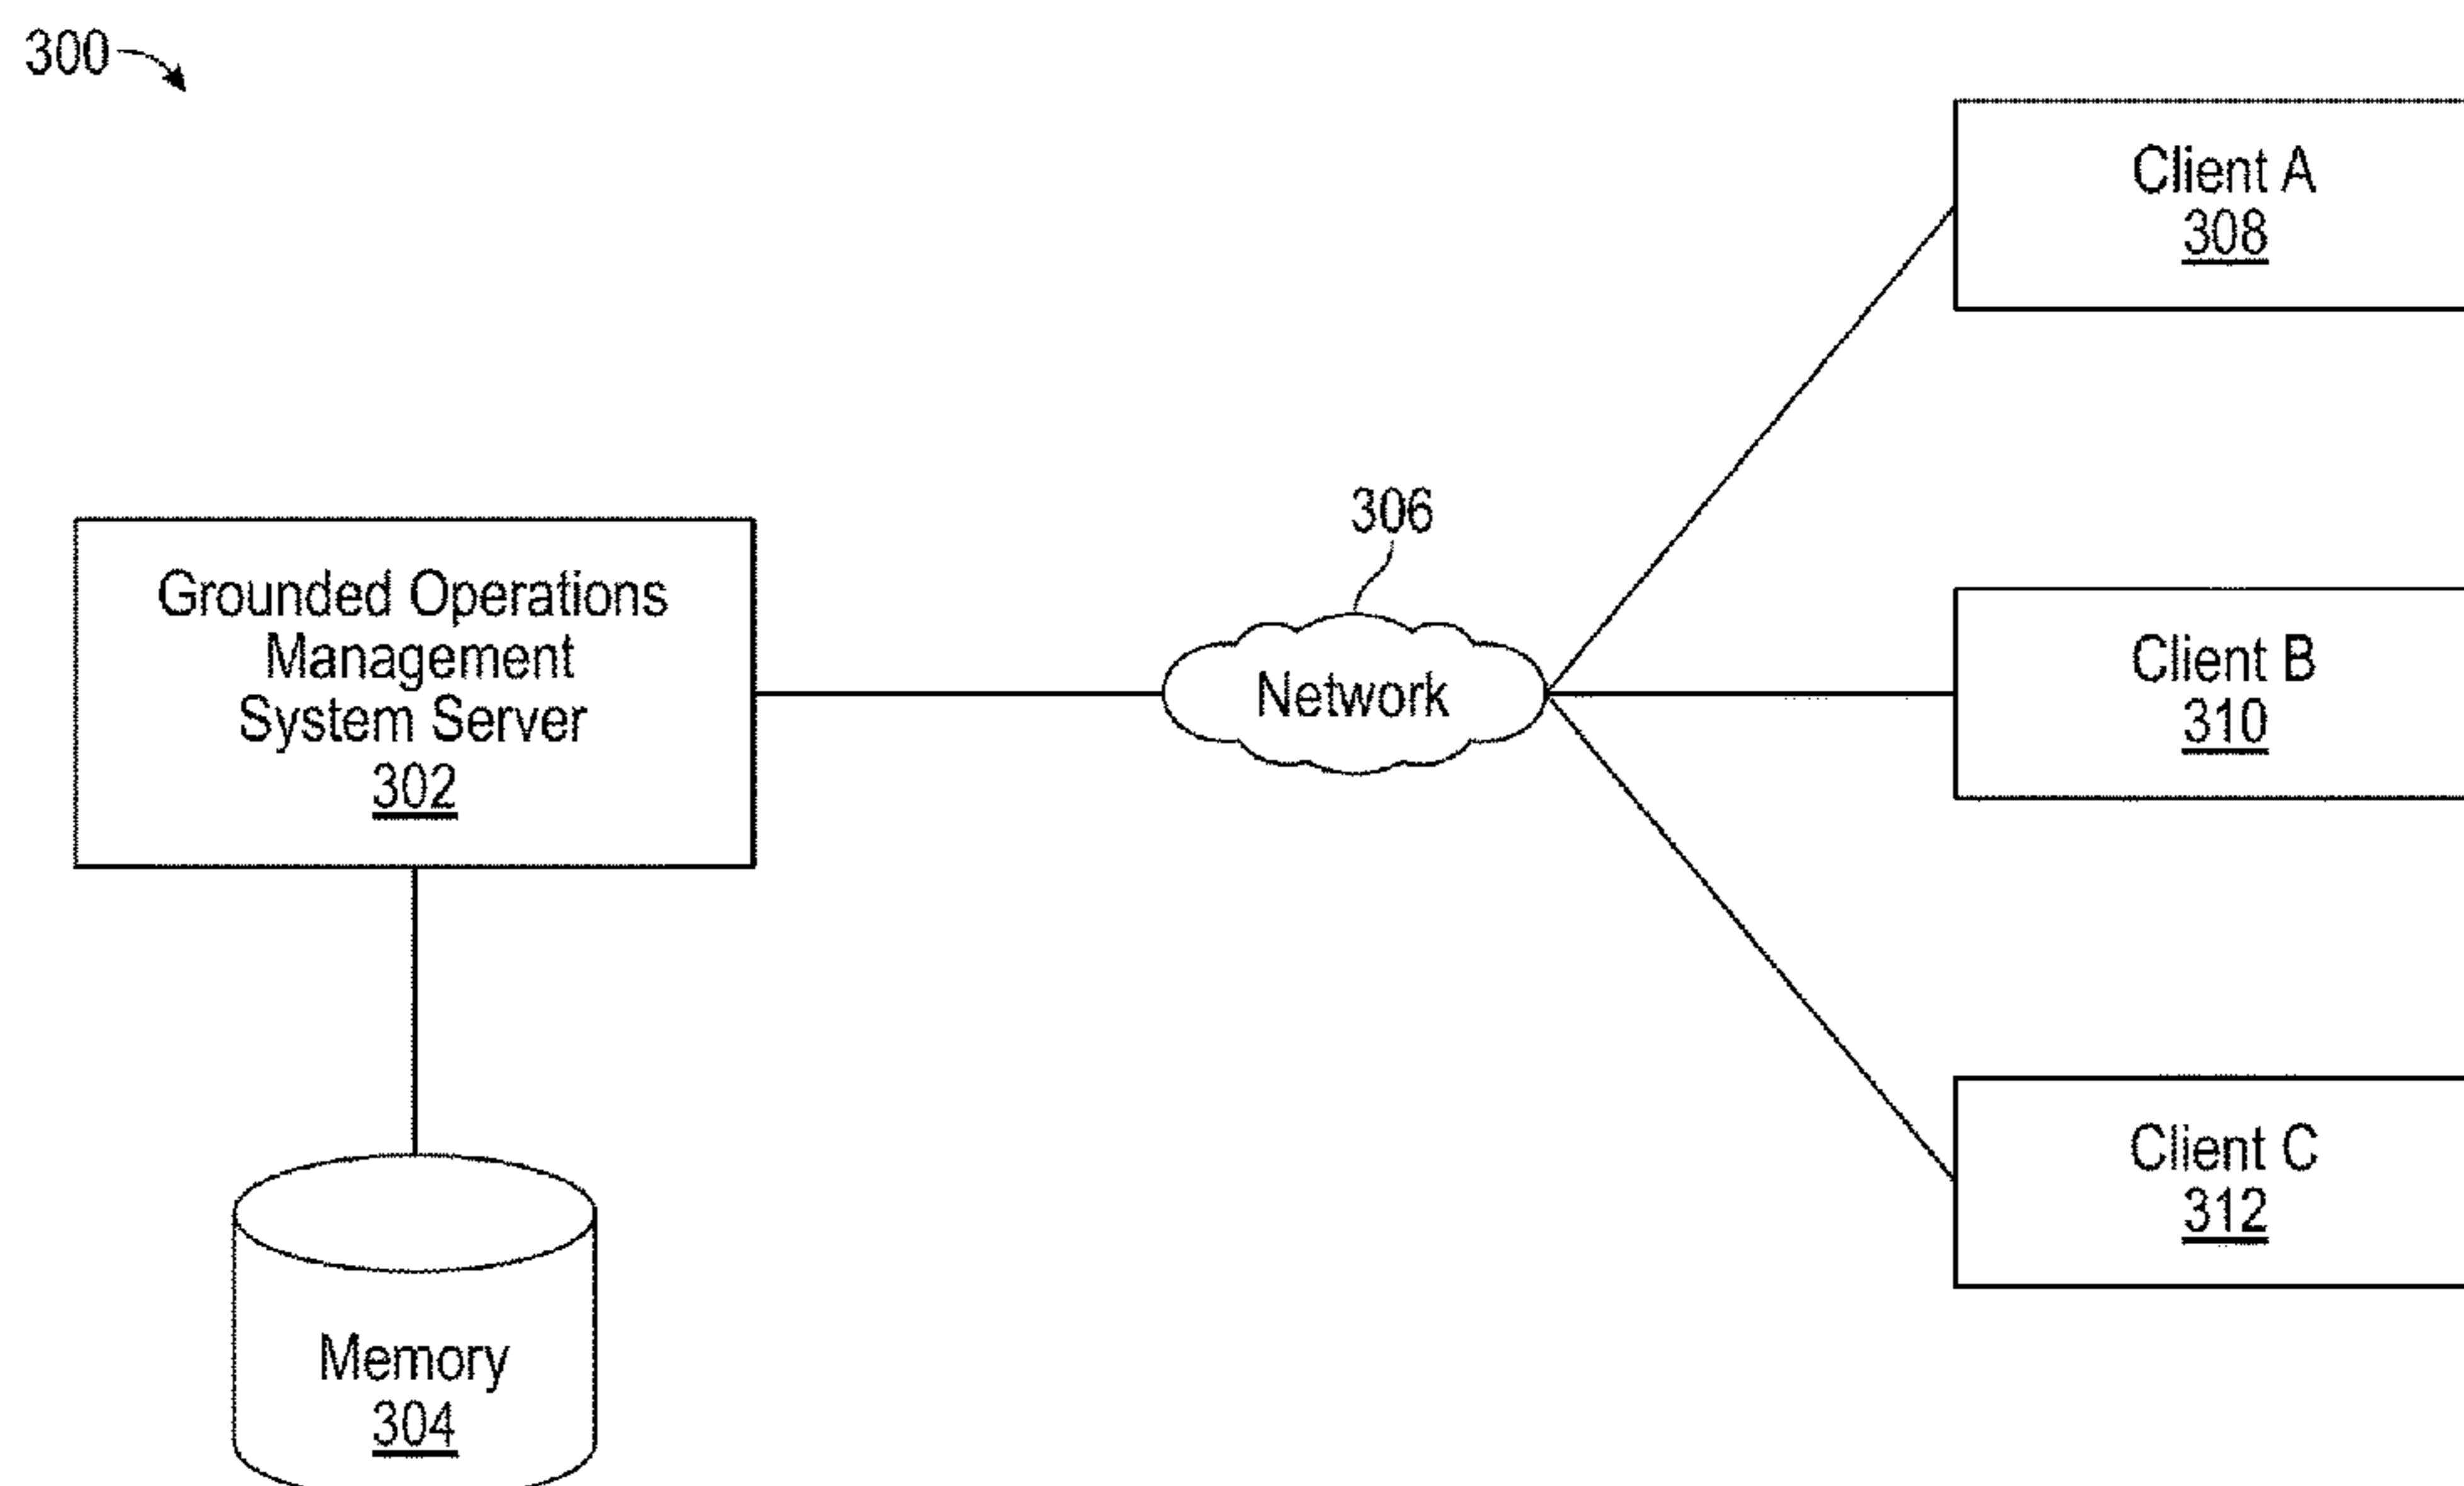 300
Client A
308
306
Grounded Operations
Management
System Server
302
Network
Client B
310
Client C
312
Memory
304